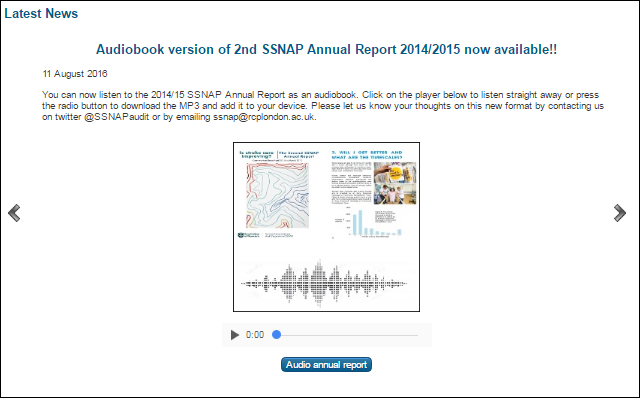 Latest News
Audiobook version of 2nd SSNAP Annual Report 2014/2015 now available!!
11 August 2016
You can now listen to the 2014/15 SSNAP Annual Report as an audiobook. Click on the player below to listen straight away or press
the radio button to download the MP3 and add it to your device. Please let us know your thoughts on this new format by contacting us
on twitter @SSNAPaudit or by emailing ssnap@rcplondon.ac.uk.
Is stroke care
improving?
The Second SSNAP
Annual Report
2. WILL I GET BETTER AND
WHAT ARE THE
0:00
Audio annual report